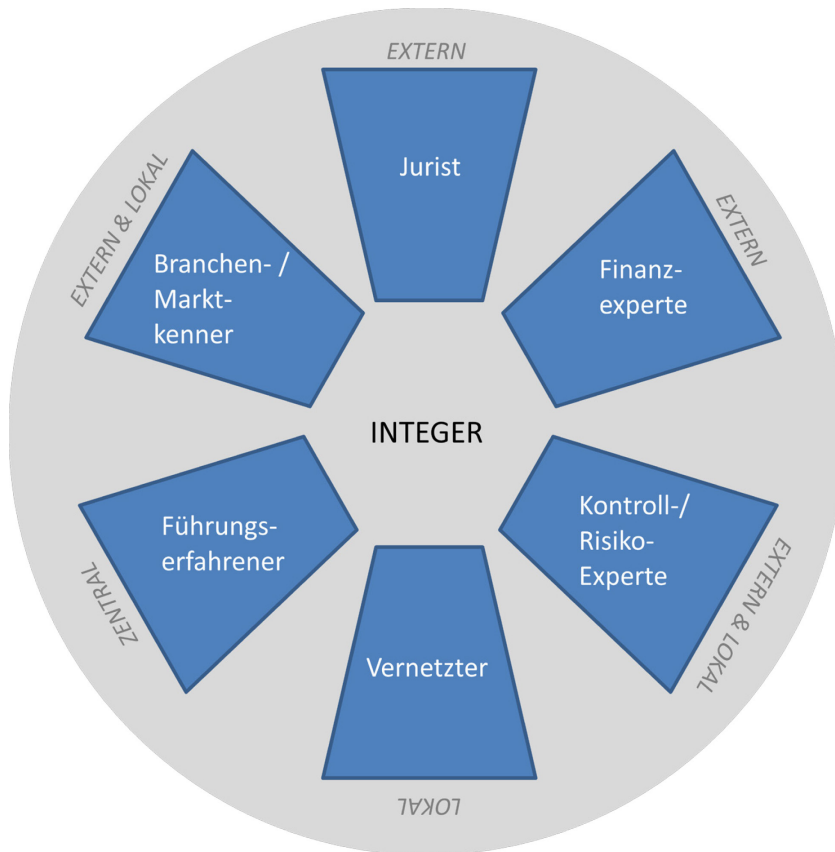 EXTERN
Jurist
EXTERN
Finanz-
experte
EXTERN & LOKAL
Kontroll-/
Risiko-
Experte
LOKAL
Vernetzter
ZENTRAL
Führungs-
erfahrener
EXTERN & LOKAL
Branchen- /
Markt-
kenner
INTEGER